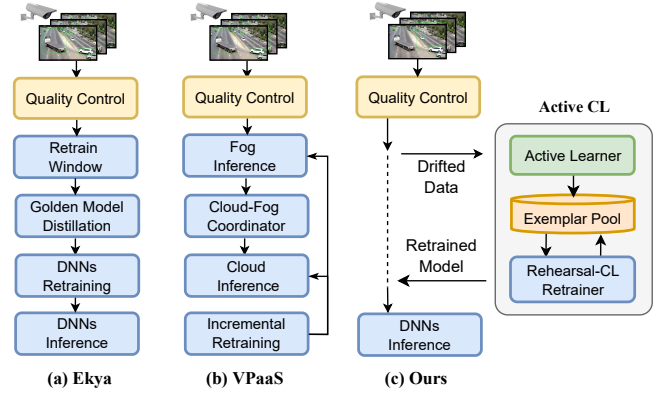 Quality Control
Retrain
Window
Golden Model
Distillation
DNNs
Retraining
DNNs
Inference
(a) Ekya
Quality Control
Fog
Inference
Cloud-Fog
Coordinator
Cloud
Inference
Incremental
Retraining
(b) VPaaS
Quality Control
Drifted
Data
Retrained
Model
DNNs
Inference
(c) Ours
Active CL
Active Learner
Exemplar Pool
Rehearsal-CL
Retrainer